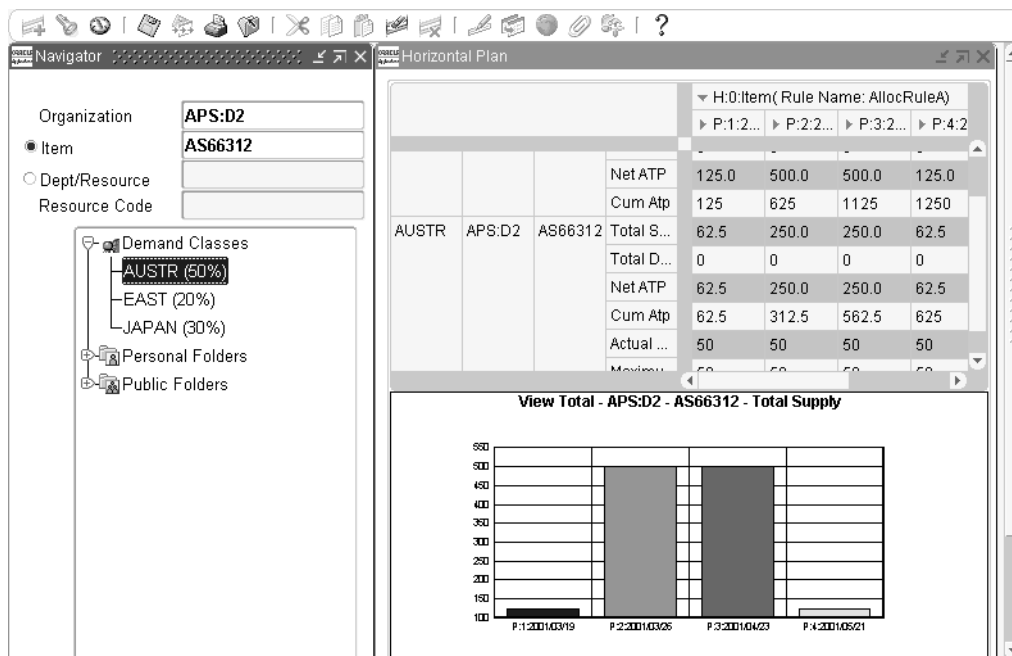 Navigator
Horizontal Plan
Organization APS:D2
Item AS66312
Dept/Resource
Resource Code
Demand Classes
AUSTR (50%)
EAST (20%)
JAPAN (30%)
Personal Folders
Public Folders
H:0:Item( Rule Name: AllocRuleA)
P:1:2... P:2:2... P:3:2... P:4:2
Net ATP 125.0 500.0 500.0 125.0
Cum Atp 125 625 1125 1250
AUSTR APS:D2 AS66312 Total S... 62.5 250.0 250.0 62.5
Total D... 0 0 0 0
Net ATP 62.5 250.0 250.0 62.5
Cum Atp 62.5 312.5 562.5 625
Actual ... 50 50 50 50
View Total - APS:D2 - AS66312 - Total Supply
550
500
450
400
350
300
250
200
150
100
P:1:2001/03/19 P:2:2001/03/26 P:3:2001/04/23 P:4:2001/05/21